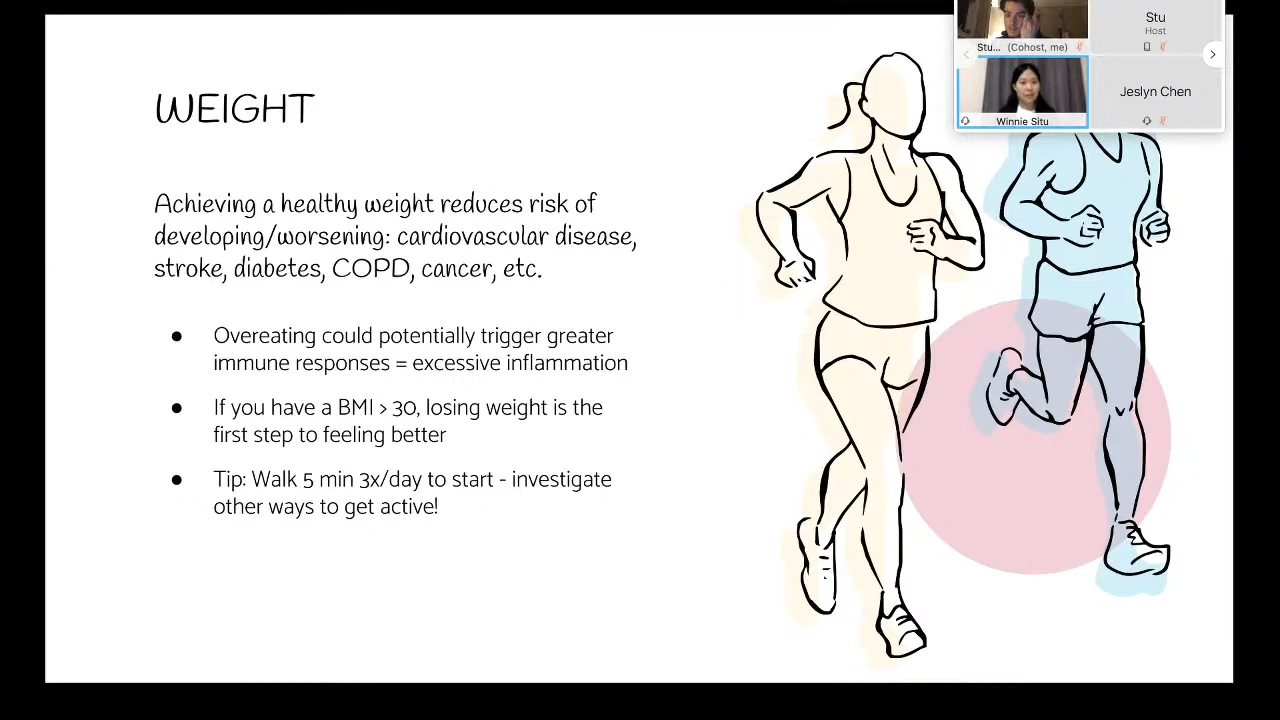 WEIGHT
Achieving a healthy weight reduces risk of
developing/worsening: cardiovascular disease,
stroke, diabetes, COPD, cancer, etc.
● Overeating could potentially trigger greater
immune responses = excessive inflammation
● If you have a BMI > 30, losing weight is the
first step to feeling better
● Tip: Walk 5 min 3x/day to start - investigate
other ways to get active!
Stu... (Cohost, me)
Stu
Host
Winnie Situ
Jeslyn Chen